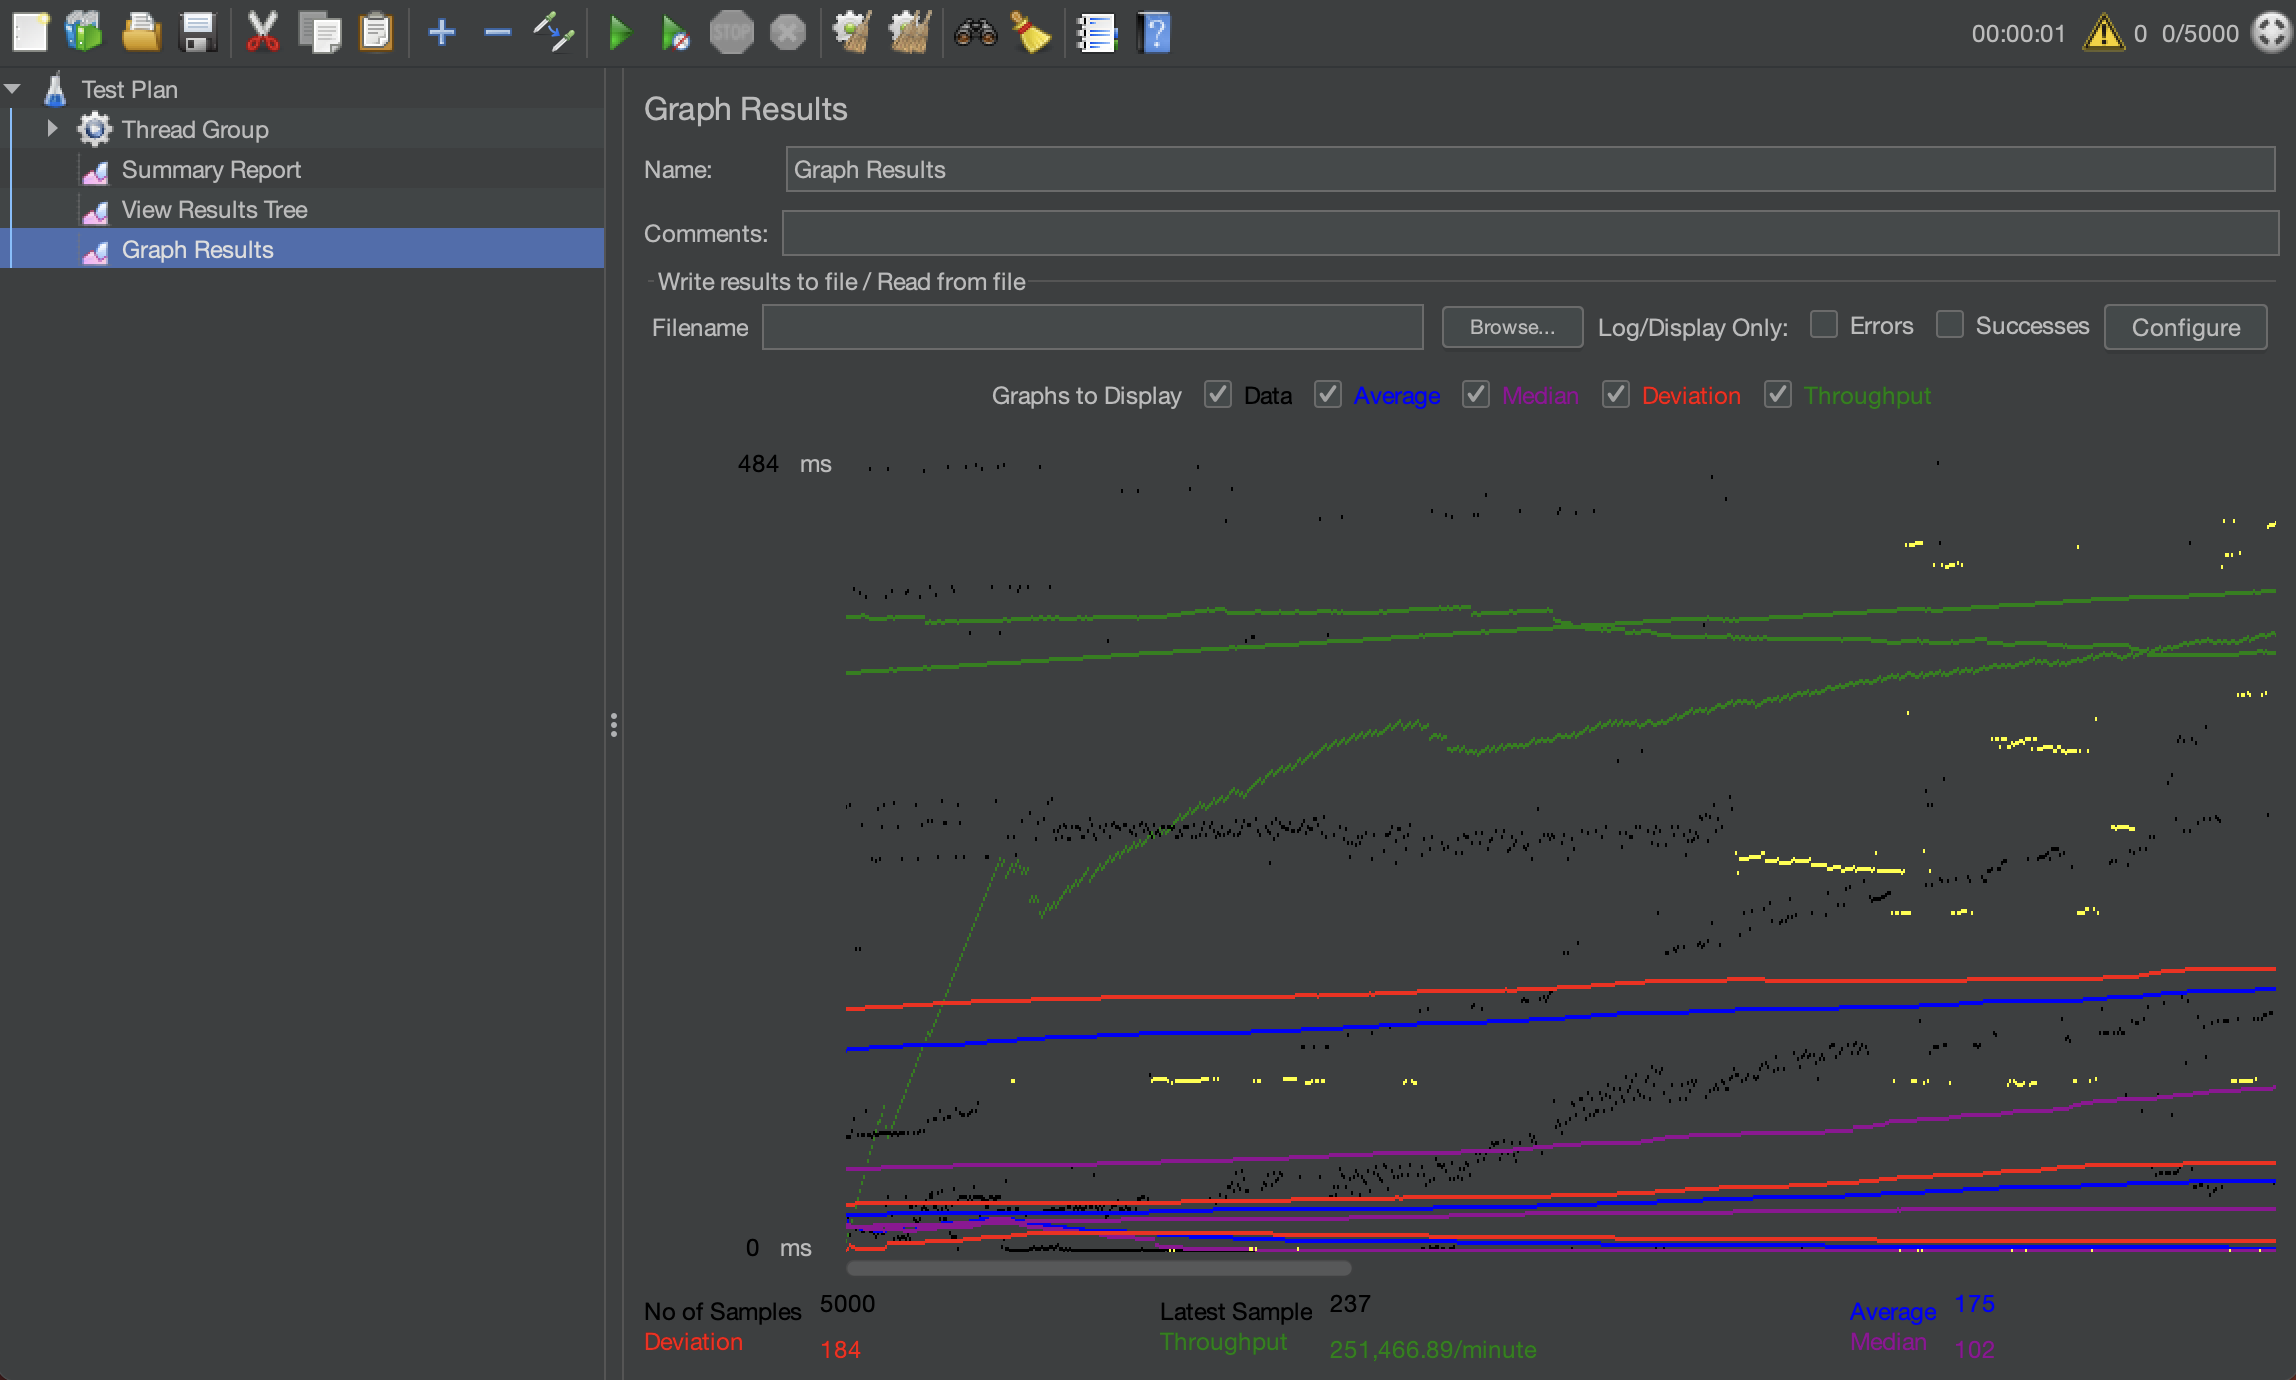 STOP
00:00:01 0 0/5000
Test Plan
Thread Group
Summary Report
View Results Tree
Graph Results
Graph Results
Name: Graph Results
Comments:
Write results to file / Read from file
Filename Browse... Log/Display Only: Errors Successes Configure
Graphs to Display Data Average Median Deviation Throughput
484 ms
0 ms
No of Samples 5000 Latest Sample 237 Average 175
Deviation 184 Throughput 251,466.89/minute Median 102